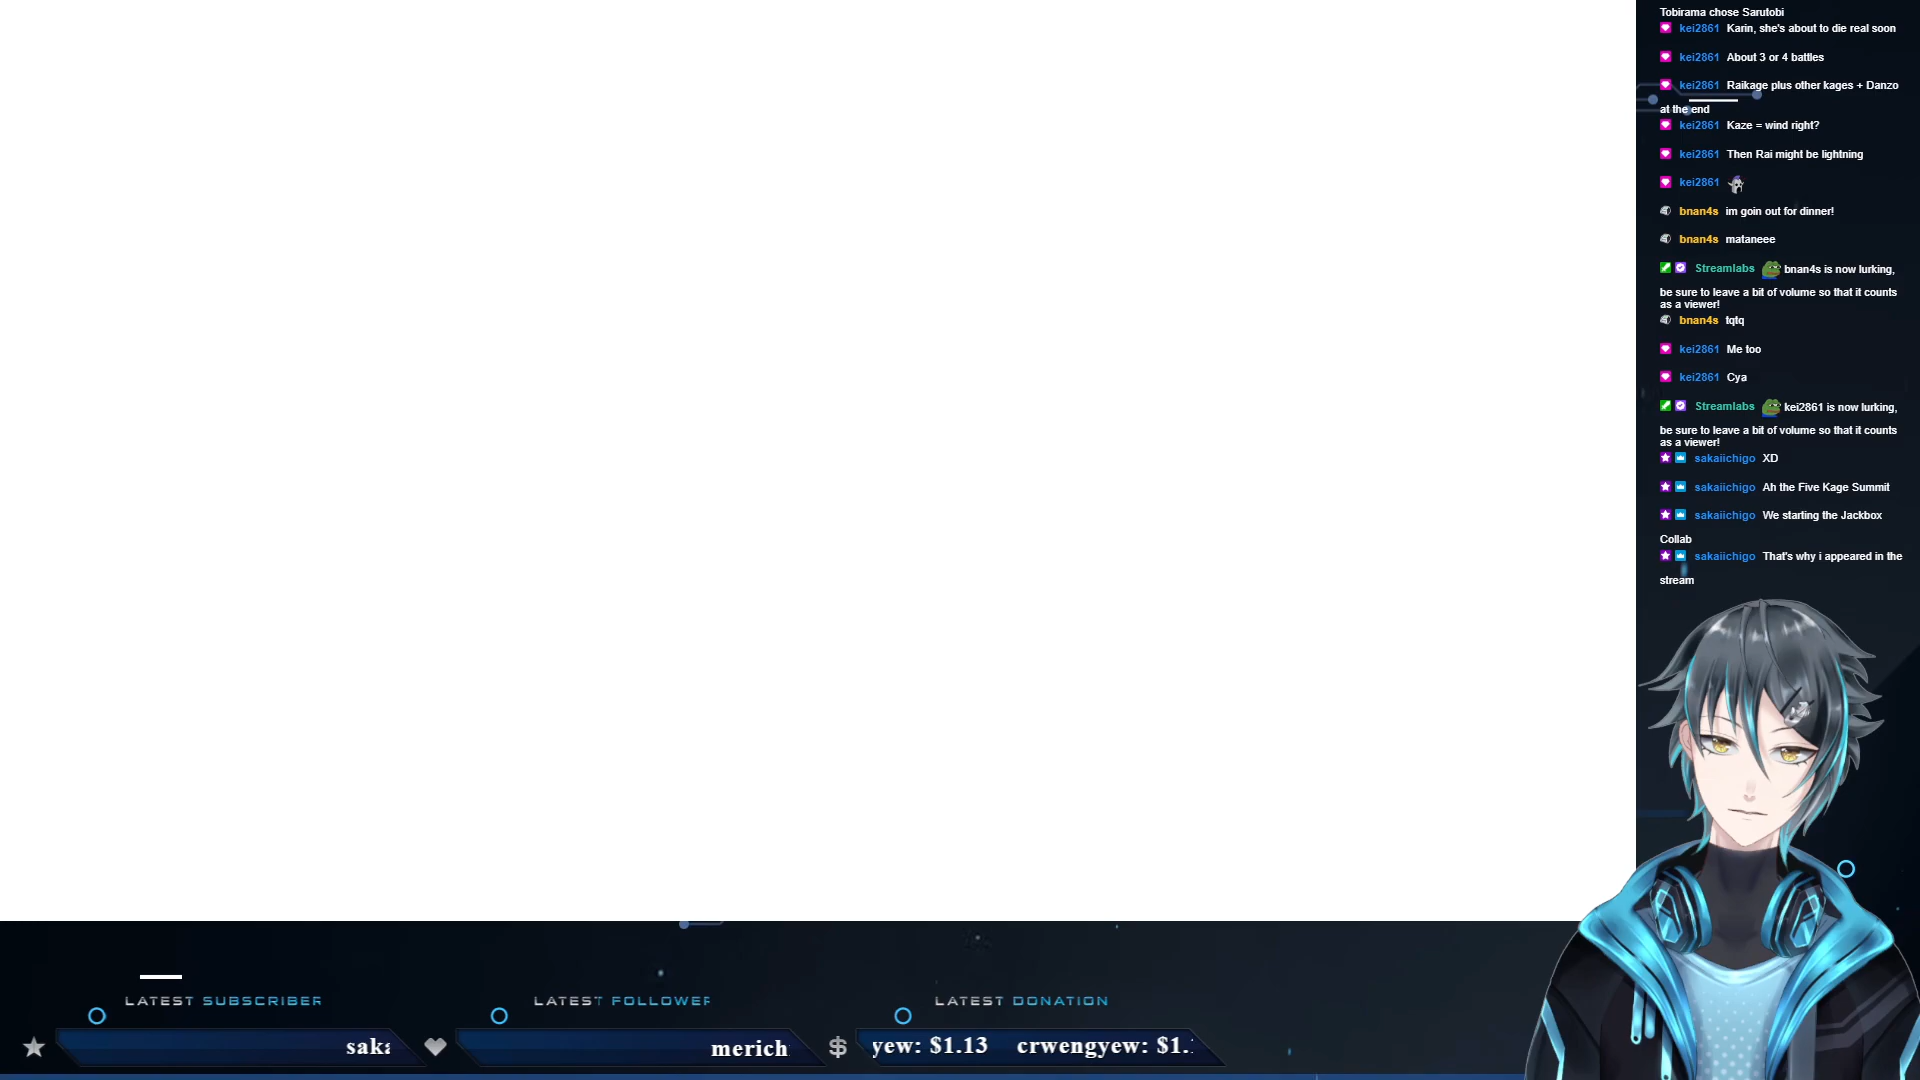 Tobirama chose Sarutobi
kei2861 Karin, she's about to die real soon
kei2861 About 3 or 4 battles
kei2861 Raikage plus other kages + Danzo
at the end
kei2861 Kaze = wind right?
kei2861 Then Rai might be lightning
kei2861
bnan4s im goin out for dinner!
bnan4s mataneee
Streamlabs bnan4s is now lurking,
be sure to leave a bit of volume so that it counts
as a viewer!
bnan4s tqtq
kei2861 Me too
kei2861 Cya
Streamlabs kei2861 is now lurking,
be sure to leave a bit of volume so that it counts
as a viewer!
sakaiichigo XD
sakaiichigo Ah the Five Kage Summit
sakaiichigo We starting the Jackbox
Collab
sakaiichigo That's why i appeared in the
stream
LATEST SUBSCRIBER
saka
LATEST FOLLOWER
merich
LATEST DONATION
$ yew: $1.13 crwengyew: $1.